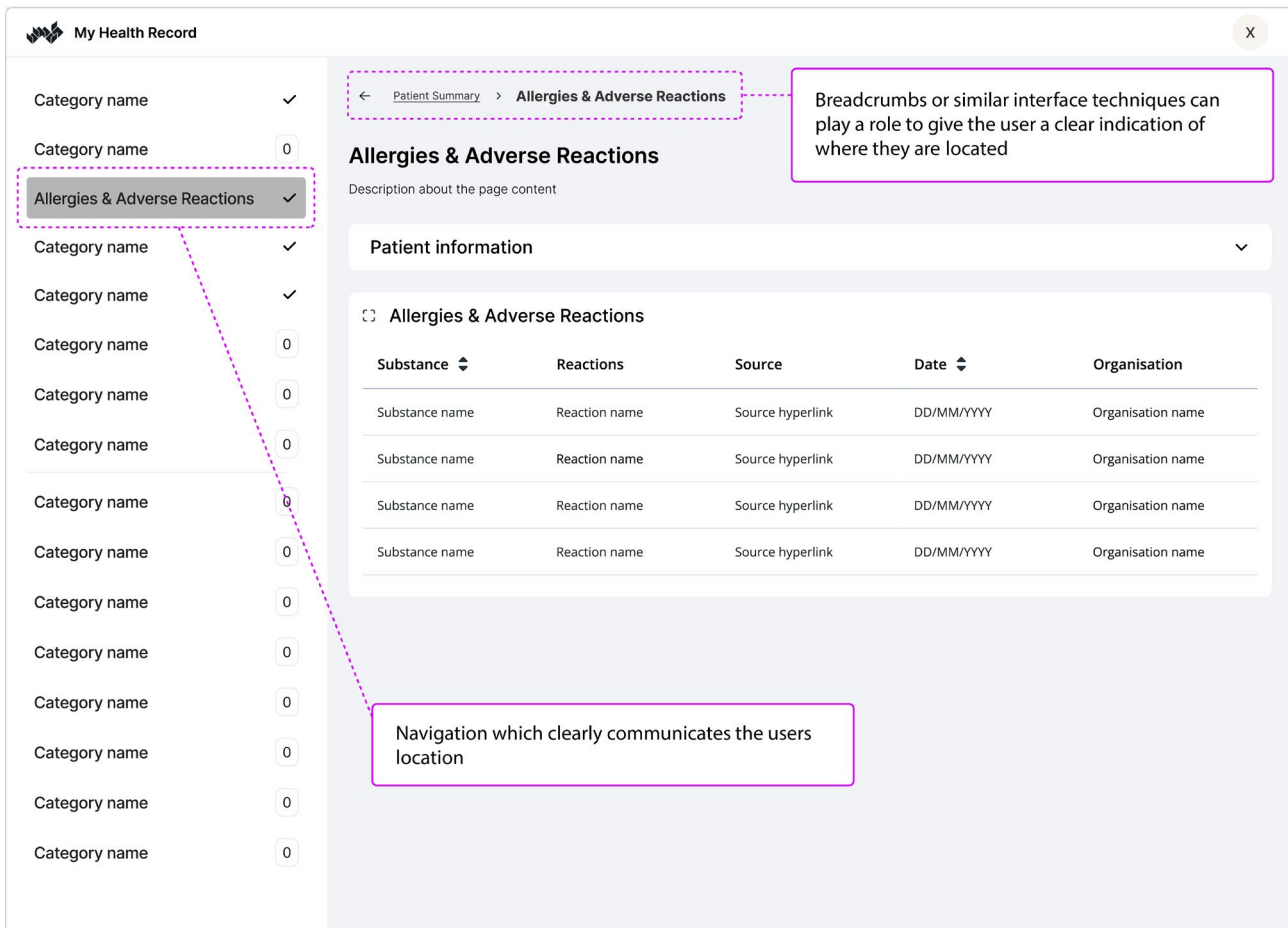 My Health Record
X
Category name
Category name 0
Allergies & Adverse Reactions
Category name
Category name
Category name 0
Category name 0
Category name 0
Category name 0
Category name 0
Category name 0
Category name 0
Category name 0
Category name 0
Category name 0
Category name 0
Patient Summary > Allergies & Adverse Reactions
Breadcrumbs or similar interface techniques can
play a role to give the user a clear indication of
where they are located
Allergies & Adverse Reactions
Description about the page content
Patient information
Allergies & Adverse Reactions
Substance Reactions Source Date Organisation
Substance name Reaction name Source hyperlink DD/MM/YYYY Organisation name
Substance name Reaction name Source hyperlink DD/MM/YYYY Organisation name
Substance name Reaction name Source hyperlink DD/MM/YYYY Organisation name
Substance name Reaction name Source hyperlink DD/MM/YYYY Organisation name
Navigation which clearly communicates the users
location